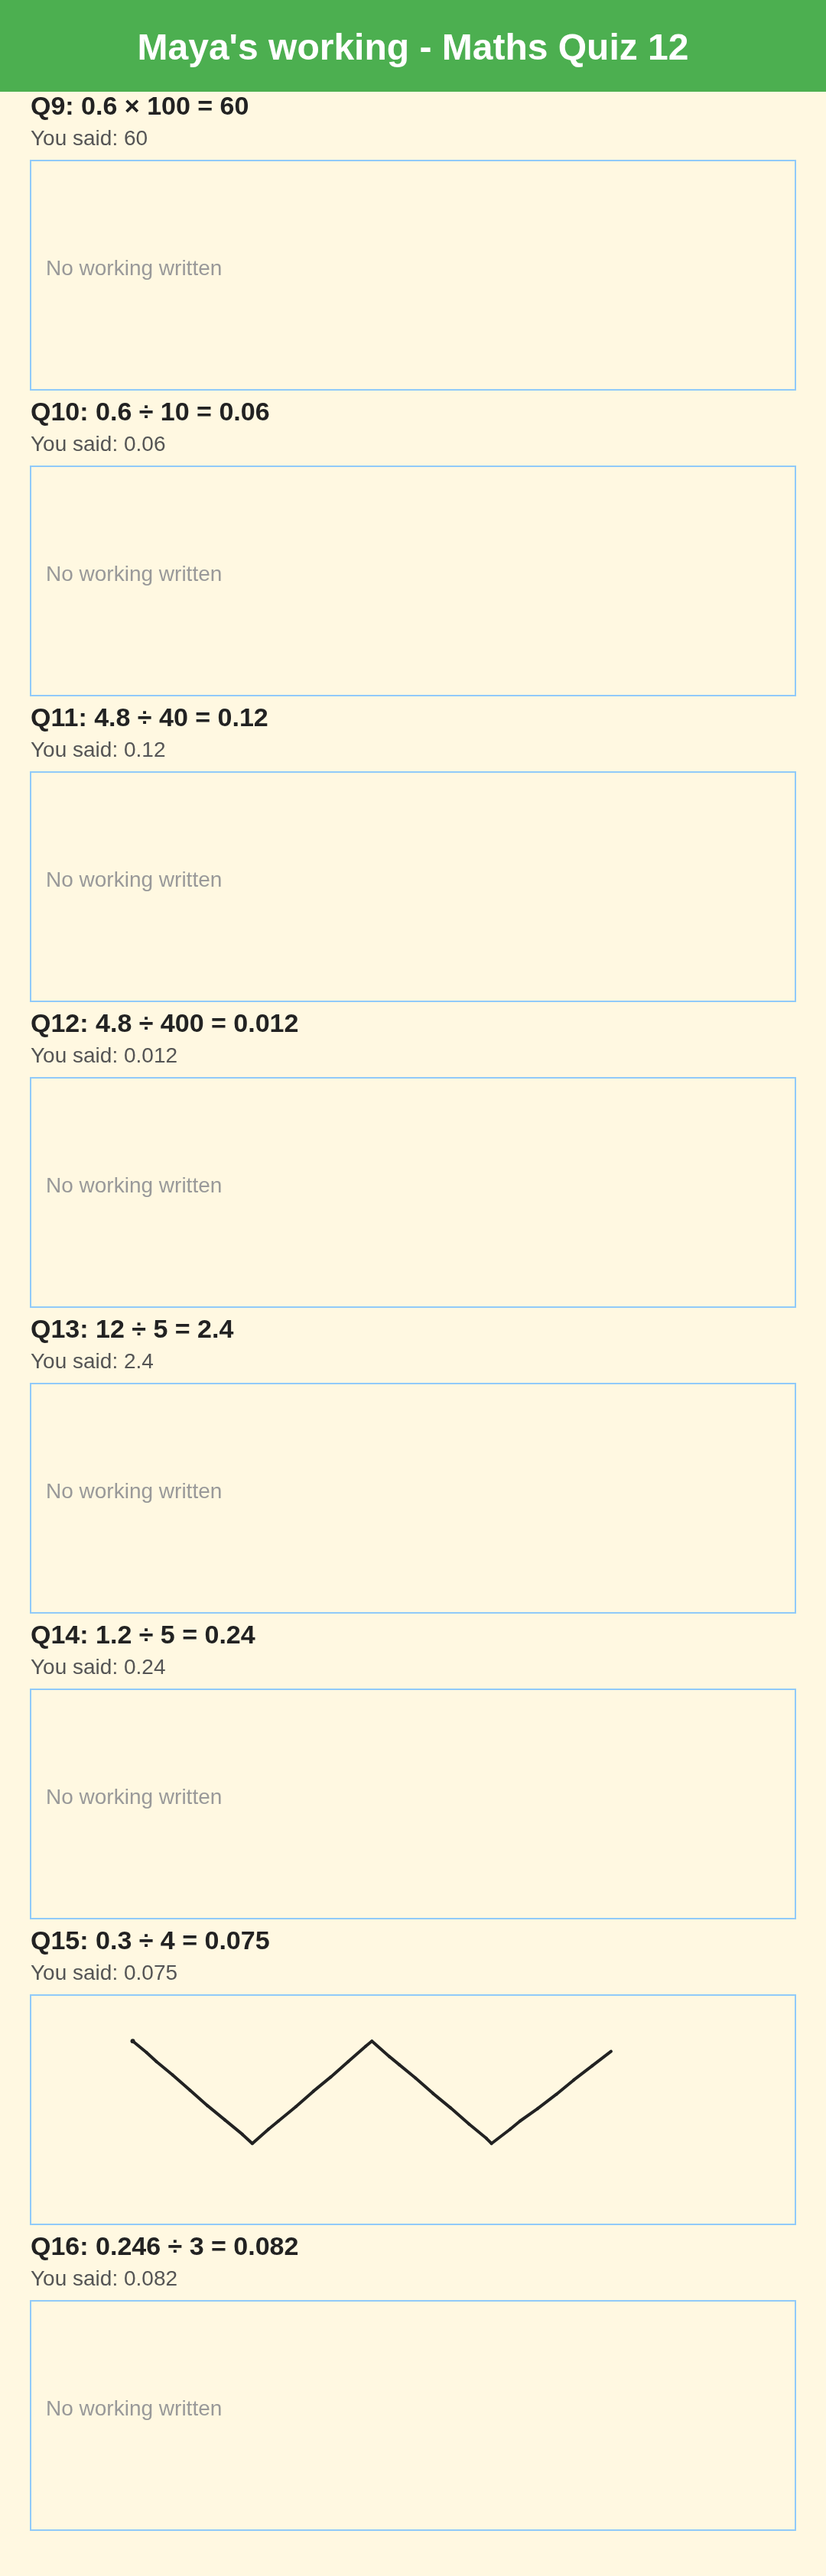 Maya's working - Maths Quiz 12
Q9: 0.6 × 100 = 60
You said: 60
No working written
Q10: 0.6 ÷ 10 = 0.06
You said: 0.06
No working written
Q11: 4.8 ÷ 40 = 0.12
You said: 0.12
No working written
Q12: 4.8 ÷ 400 = 0.012
You said: 0.012
No working written
Q13: 12 ÷ 5 = 2.4
You said: 2.4
No working written
Q14: 1.2 ÷ 5 = 0.24
You said: 0.24
No working written
Q15: 0.3 ÷ 4 = 0.075
You said: 0.075
Q16: 0.246 ÷ 3 = 0.082
You said: 0.082
No working written